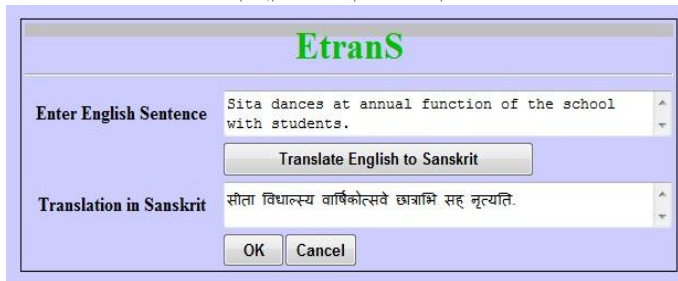 EtranS
Enter English Sentence
Sita dances at annual function of the school
with students.
Translate English to Sanskrit
Translation in Sanskrit
सीता विधाल्स्य वार्षिकोत्सवे छात्राभि सह नृत्यति.
OK Cancel